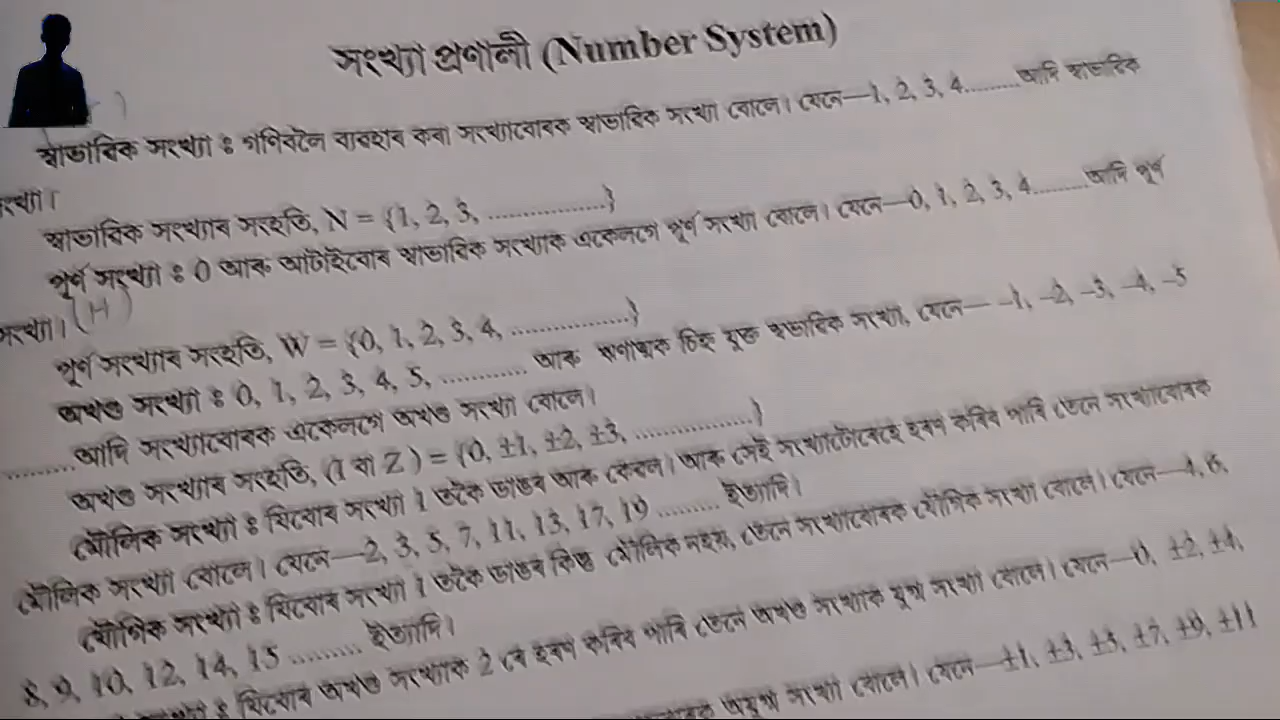 সংখ্যা প্ৰণালী (Number System)
স্বাভাৱিক সংখ্যা ঃ গণিবলৈ ব্যৱহাৰ কৰা সংখ্যাবোৰক স্বাভাৱিক সংখ্যা বোলে। যেনে—1, 2, 3, 4.........আদি স্বাভাৱিক
সংখ্যা।
স্বাভাৱিক সংখ্যাৰ সংহতি, N = {1, 2, 3, ..................}
পূৰ্ণ সংখ্যা ঃ 0 আৰু আটাইবোৰ স্বাভাৱিক সংখ্যাক একেলগে পূৰ্ণ সংখ্যা বোলে। যেনে—0, 1, 2, 3, 4.........আদি পূৰ্ণ
সংখ্যা। (H)
পূৰ্ণ সংখ্যাৰ সংহতি, W = {0, 1, 2, 3, 4, ..................}
অখণ্ড সংখ্যা ঃ 0, 1, 2, 3, 4, 5, ............ আৰু ঋণাত্মক চিহ্ন যুক্ত স্বাভাৱিক সংখ্যা, যেনে— -1, -2, -3, -4, -5
..........আদি সংখ্যাবোৰক একেলগে অখণ্ড সংখ্যা বোলে।
অখণ্ড সংখ্যাৰ সংহতি, (I বা Z) = {0, ±1, ±2, ±3, ..................}
মৌলিক সংখ্যা ঃ যিবোৰ সংখ্যা 1 তকৈ ডাঙৰ আৰু কেৱল 1 আৰু সেই সংখ্যাটোৰেহে হৰণ কৰিব পাৰি তেনে সংখ্যাবোৰক
মৌলিক সংখ্যা বোলে। যেনে—2, 3, 5, 7, 11, 13, 17, 19 ......... ইত্যাদি।
যৌগিক সংখ্যা ঃ যিবোৰ সংখ্যা 1 তকৈ ডাঙৰ কিন্তু মৌলিক নহয়, তেনে সংখ্যাবোৰক যৌগিক সংখ্যা বোলে। যেনে—4, 6,
8, 9, 10, 12, 14, 15 ......... ইত্যাদি।
সংখ্যা ঃ যিবোৰ অখণ্ড সংখ্যাক 2 ৰে হৰণ কৰিব পাৰি তেনে অখণ্ড সংখ্যাক যুগ্ম সংখ্যা বোলে। যেনে—0, ±2, ±4,
অযুগ্ম সংখ্যা বোলে। যেনে—±1, ±3, ±5, ±7, ±9, ±11